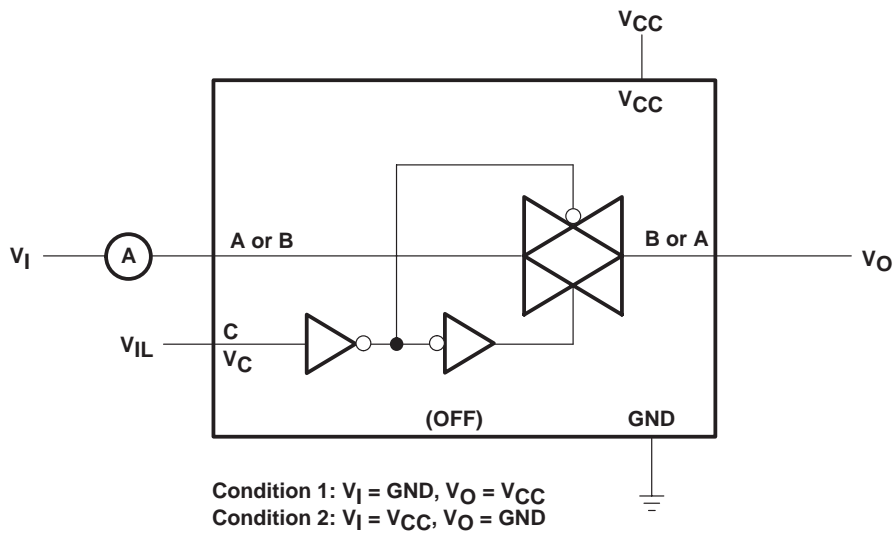 VCC
VCC
A or B
B or A
VI
A
VO
C
VIL
VC
(OFF)
GND
Condition 1: VI = GND, VO = VCC
Condition 2: VI = VCC, VO = GND